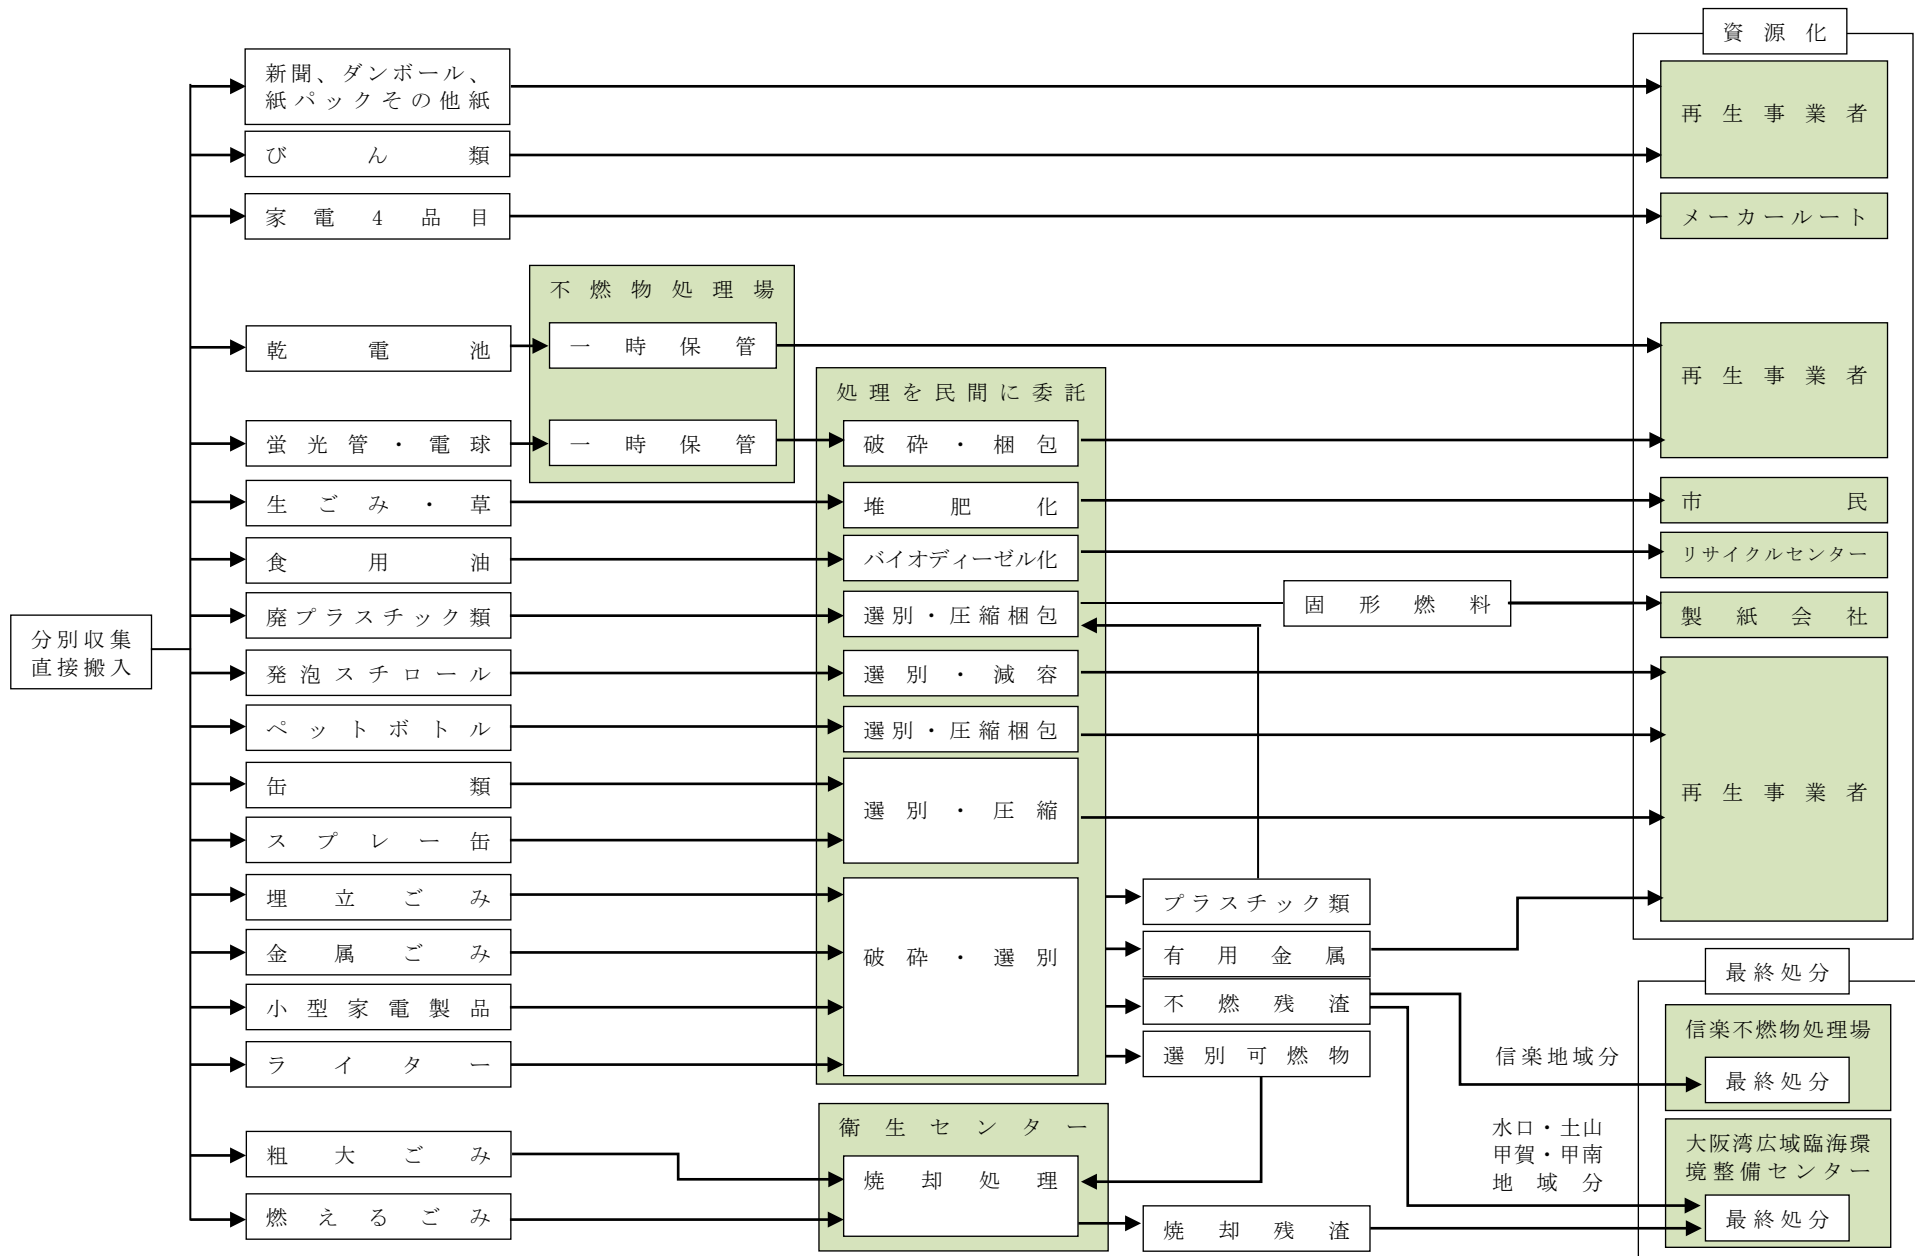 資源化
新聞、ダンボール、
紙パックその他紙
再生事業者
びん類
家電4品目
メーカールート
不燃物処理場
乾電池
一時保管
再生事業者
処理を民間に委託
蛍光管・電球
一時保管
破砕・梱包
生ごみ・草
堆肥化
市民
食用油
バイオディーゼル化
リサイクルセンター
廃プラスチック類
選別・圧縮梱包
固形燃料
製紙会社
分別収集
直接搬入
発泡スチロール
選別・減容
ペットボトル
選別・圧縮梱包
缶類
選別・圧縮
再生事業者
スプレー缶
埋立ごみ
プラスチック類
金属ごみ
破砕・選別
有用金属
最終処分
小型家電製品
不燃残渣
信楽不燃物処理場
ライター
選別可燃物
信楽地域分
最終処分
衛生センター
水口・土山
甲賀・甲南
地域分
大阪湾広域臨海環
境整備センター
粗大ごみ
焼却処理
燃えるごみ
焼却残渣
最終処分